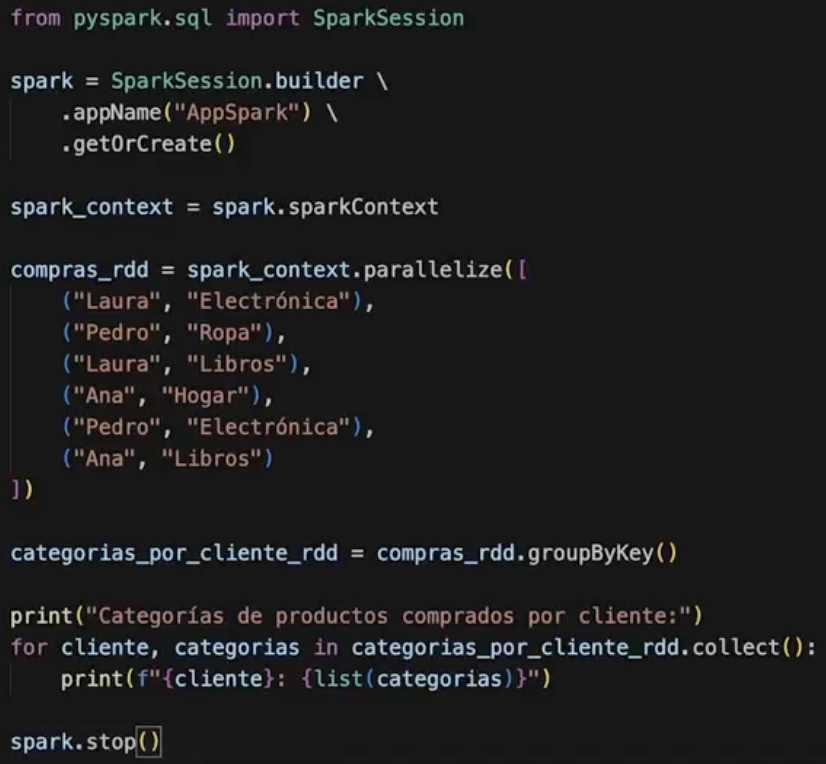 from pyspark.sql import SparkSession
spark = SparkSession.builder \
.appName("AppSpark") \
.getOrCreate()
spark_context = spark.sparkContext
compras_rdd = spark_context.parallelize([
("Laura", "Electrónica"),
("Pedro", "Ropa"),
("Laura", "Libros"),
("Ana", "Hogar"),
("Pedro", "Electrónica"),
("Ana", "Libros")
])
categorias_por_cliente_rdd = compras_rdd.groupByKey()
print("Categorías de productos comprados por cliente:")
for cliente, categorias in categorias_por_cliente_rdd.collect():
print(f"{cliente}: {list(categorias)}")
spark.stop()